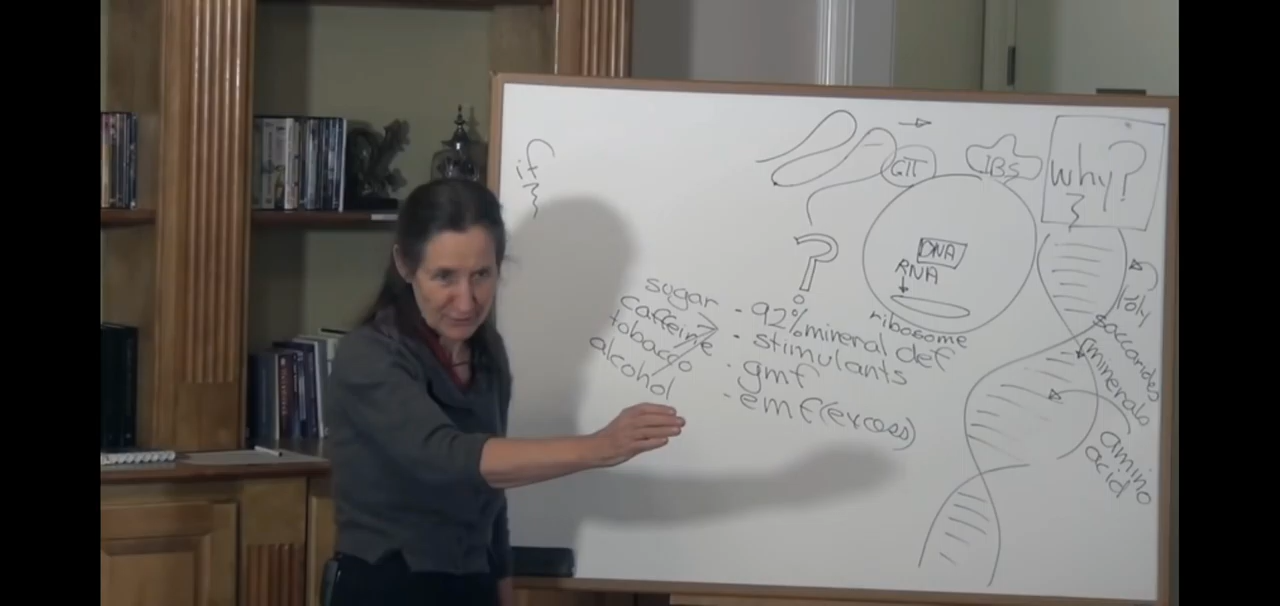 GIT
IBS
Why?
DNA
RNA
ribosome
?
sugar
caffeine
tobacco
alcohol
- 92% mineral def
- stimulants
- gmf
- emf (excess)
Poly
saccarides
minerals
amino
acid